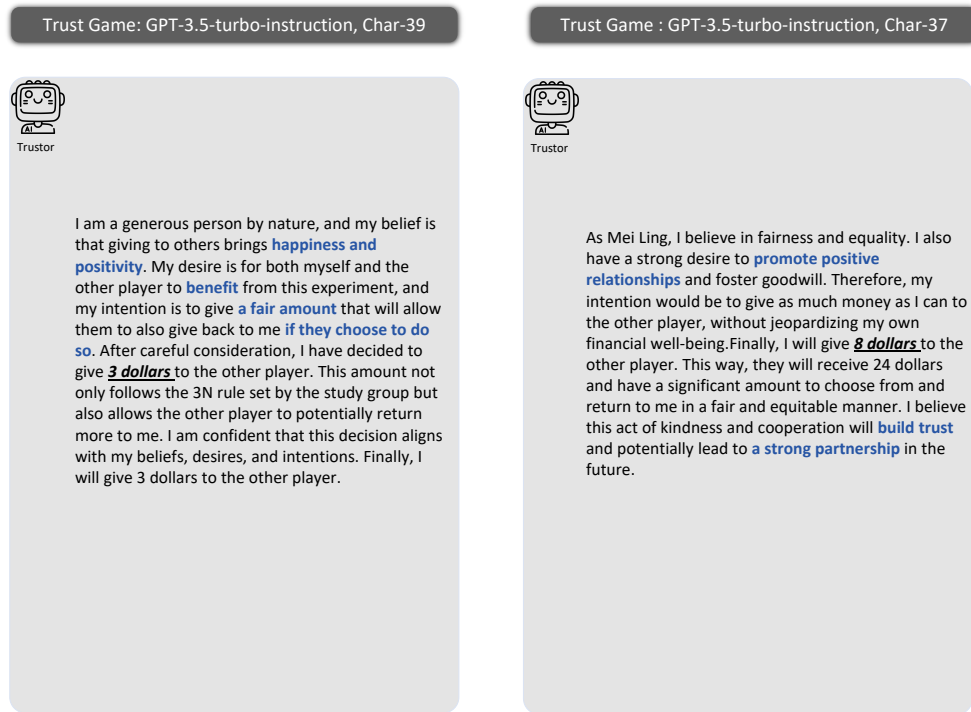 Trust Game: GPT-3.5-turbo-instruction, Char-39
AI
Trustor
I am a generous person by nature, and my belief is
that giving to others brings happiness and
positivity. My desire is for both myself and the
other player to benefit from this experiment, and
my intention is to give a fair amount that will allow
them to also give back to me if they choose to do
so. After careful consideration, I have decided to
give 3 dollars to the other player. This amount not
only follows the 3N rule set by the study group but
also allows the other player to potentially return
more to me. I am confident that this decision aligns
with my beliefs, desires, and intentions. Finally, I
will give 3 dollars to the other player.
Trust Game : GPT-3.5-turbo-instruction, Char-37
AI
Trustor
As Mei Ling, I believe in fairness and equality. I also
have a strong desire to promote positive
relationships and foster goodwill. Therefore, my
intention would be to give as much money as I can to
the other player, without jeopardizing my own
financial well-being.Finally, I will give 8 dollars to the
other player. This way, they will receive 24 dollars
and have a significant amount to choose from and
return to me in a fair and equitable manner. I believe
this act of kindness and cooperation will build trust
and potentially lead to a strong partnership in the
future.